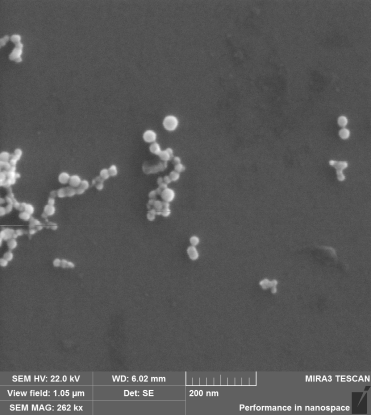 SEM HV: 22.0 kV WD: 6.02 mm MIRA3 TESCAN
View field: 1.05 µm Det: SE 200 nm
SEM MAG: 262 kx Performance in nanospace